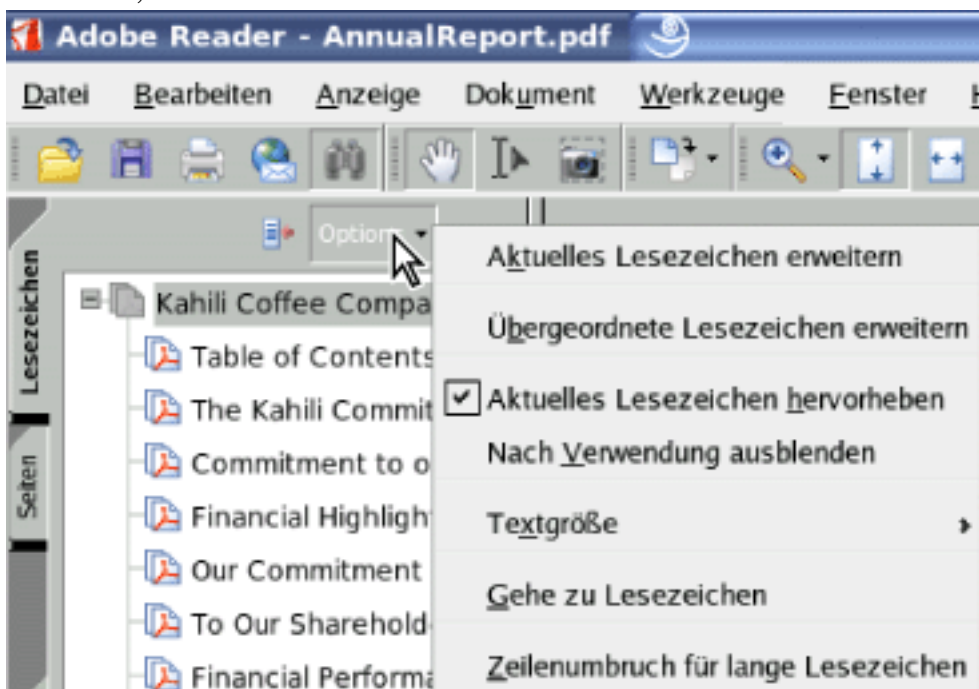 Adobe Reader - AnnualReport.pdf
Datei Bearbeiten Anzeige Dokument Werkzeuge Fenster
Options
Lesezeichen
Seiten
Kahili Coffee Compa
Table of Contents
The Kahili Commit
Commitment to o
Financial Highligh
Our Commitment
To Our Sharehold
Financial Performa
Aktuelles Lesezeichen erweitern
Übergeordnete Lesezeichen erweitern
Aktuelles Lesezeichen hervorheben
Nach Verwendung ausblenden
Textgröße
Gehe zu Lesezeichen
Zeilenumbruch für lange Lesezeichen